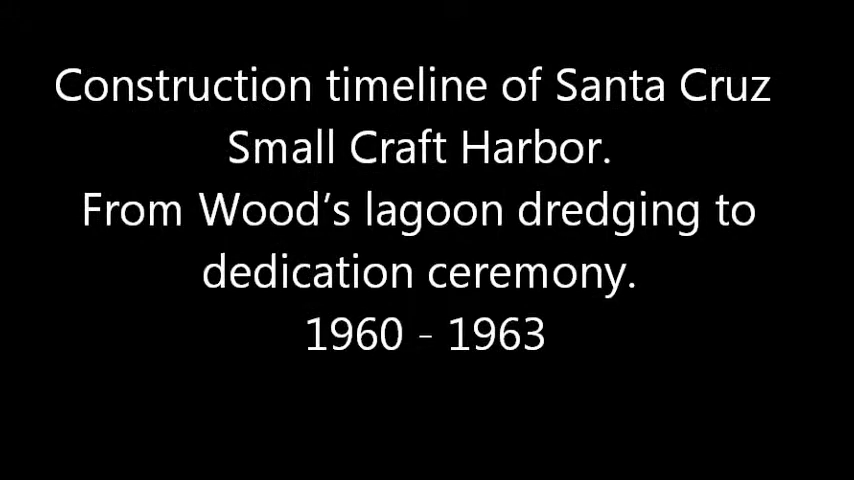 Construction timeline of Santa Cruz
Small Craft Harbor.
From Wood’s lagoon dredging to
dedication ceremony.
1960 - 1963